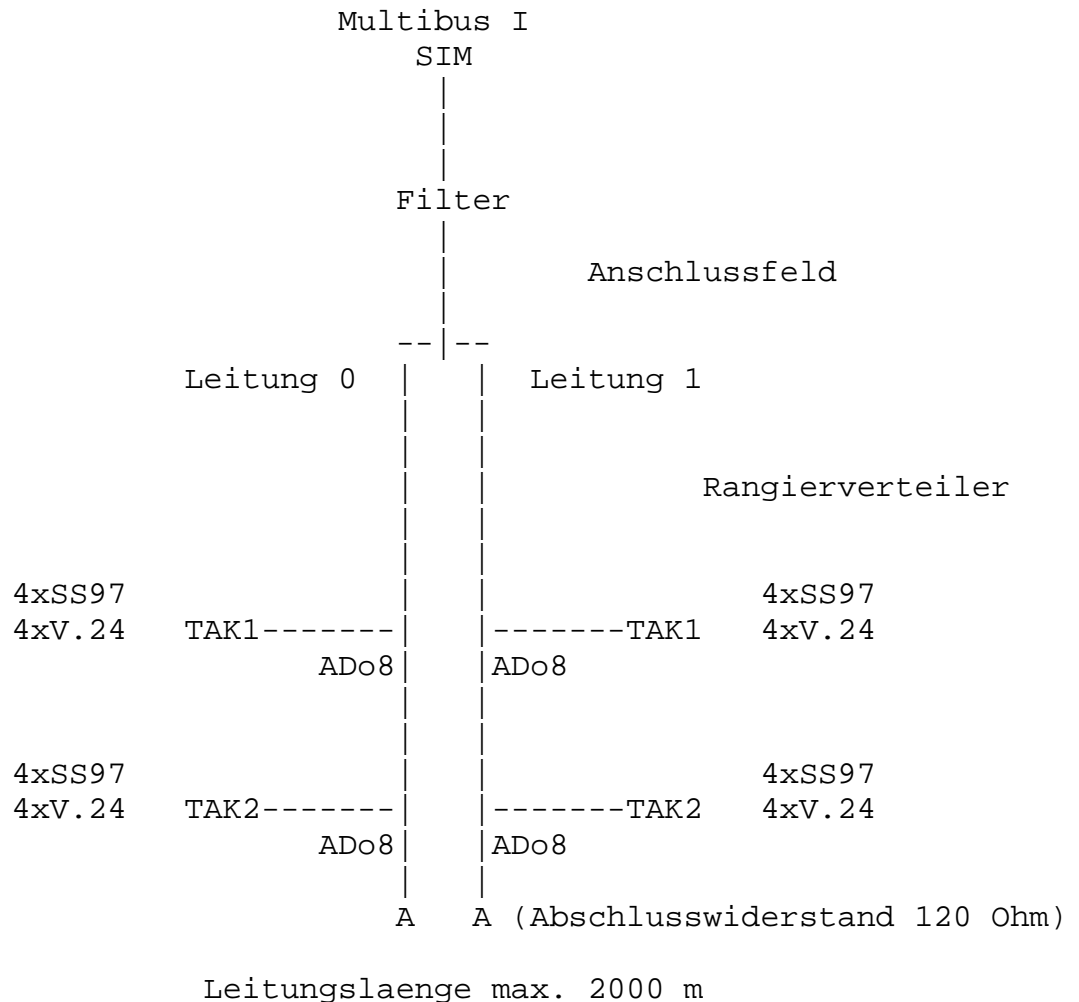 Multibus I
SIM
Filter
Anschlussfeld
Leitung 0 Leitung 1
Rangierverteiler
4xSS97 4xSS97
4xV.24 TAK1 TAK1 4xV.24
ADo8 ADo8
4xSS97 4xSS97
4xV.24 TAK2 TAK2 4xV.24
ADo8 ADo8
A A (Abschlusswiderstand 120 Ohm)
Leitungslaenge max. 2000 m